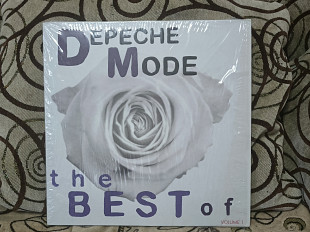 DEPECHE
MODE
the
BEST of
VOLUME 1